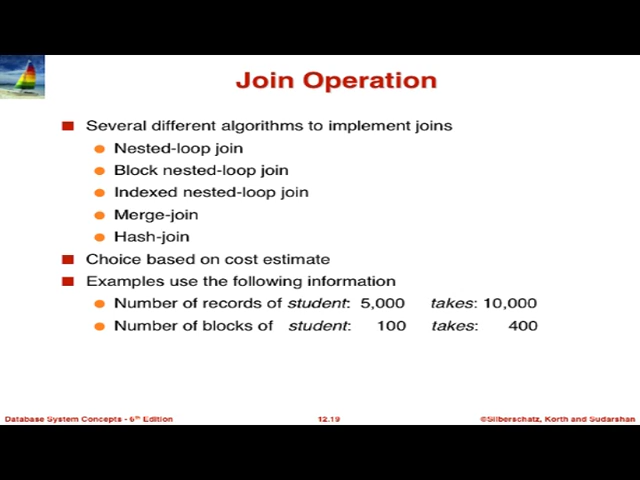 Join Operation
Several different algorithms to implement joins
Nested-loop join
Block nested-loop join
Indexed nested-loop join
Merge-join
Hash-join
Choice based on cost estimate
Examples use the following information
Number of records of student: 5,000 takes: 10,000
Number of blocks of student: 100 takes: 400
Database System Concepts - 6th Edition 12.19 ©Silberschatz, Korth and Sudarshan